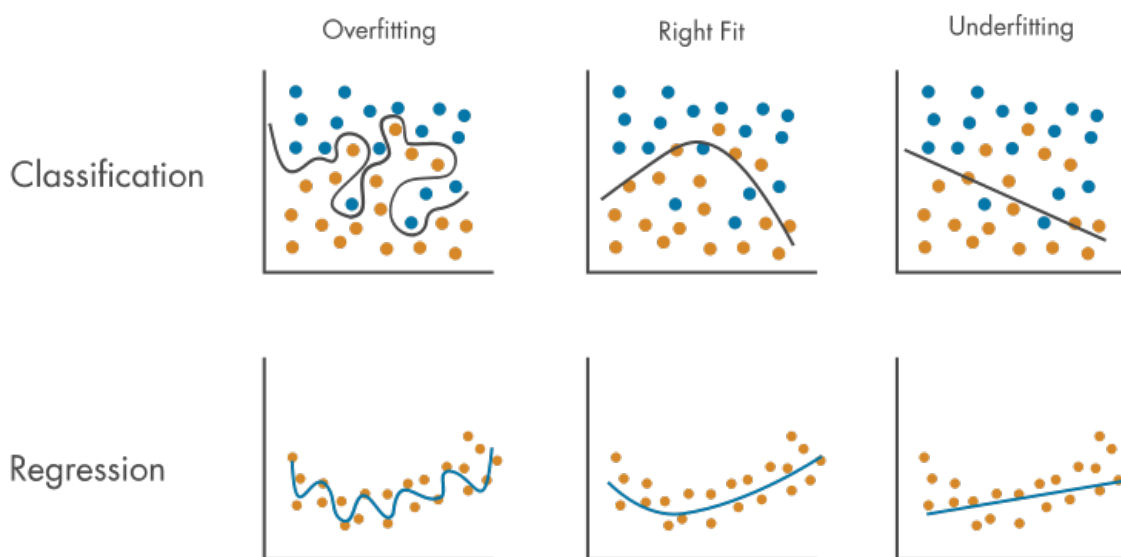 Overfitting
Right Fit
Underfitting
Classification
Regression